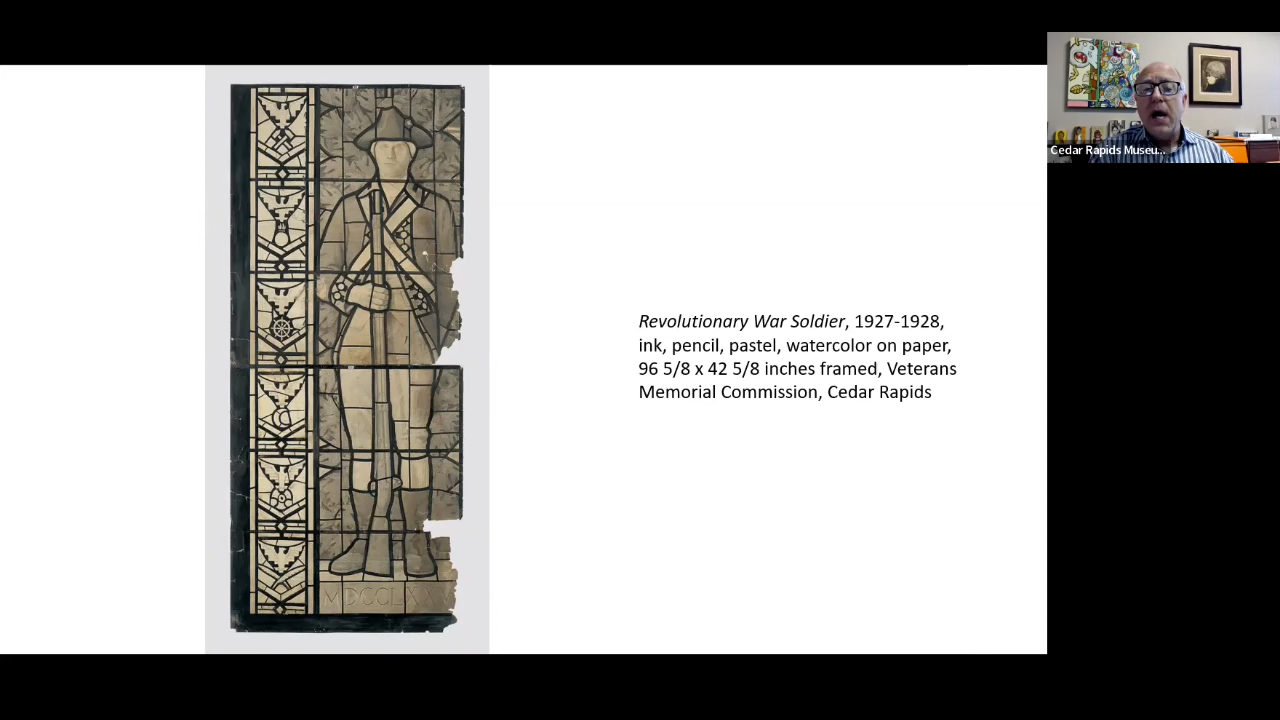 Revolutionary War Soldier, 1927-1928,
ink, pencil, pastel, watercolor on paper,
96 5/8 x 42 5/8 inches framed, Veterans
Memorial Commission, Cedar Rapids
Cedar Rapids Museu...
MDCCLXXV